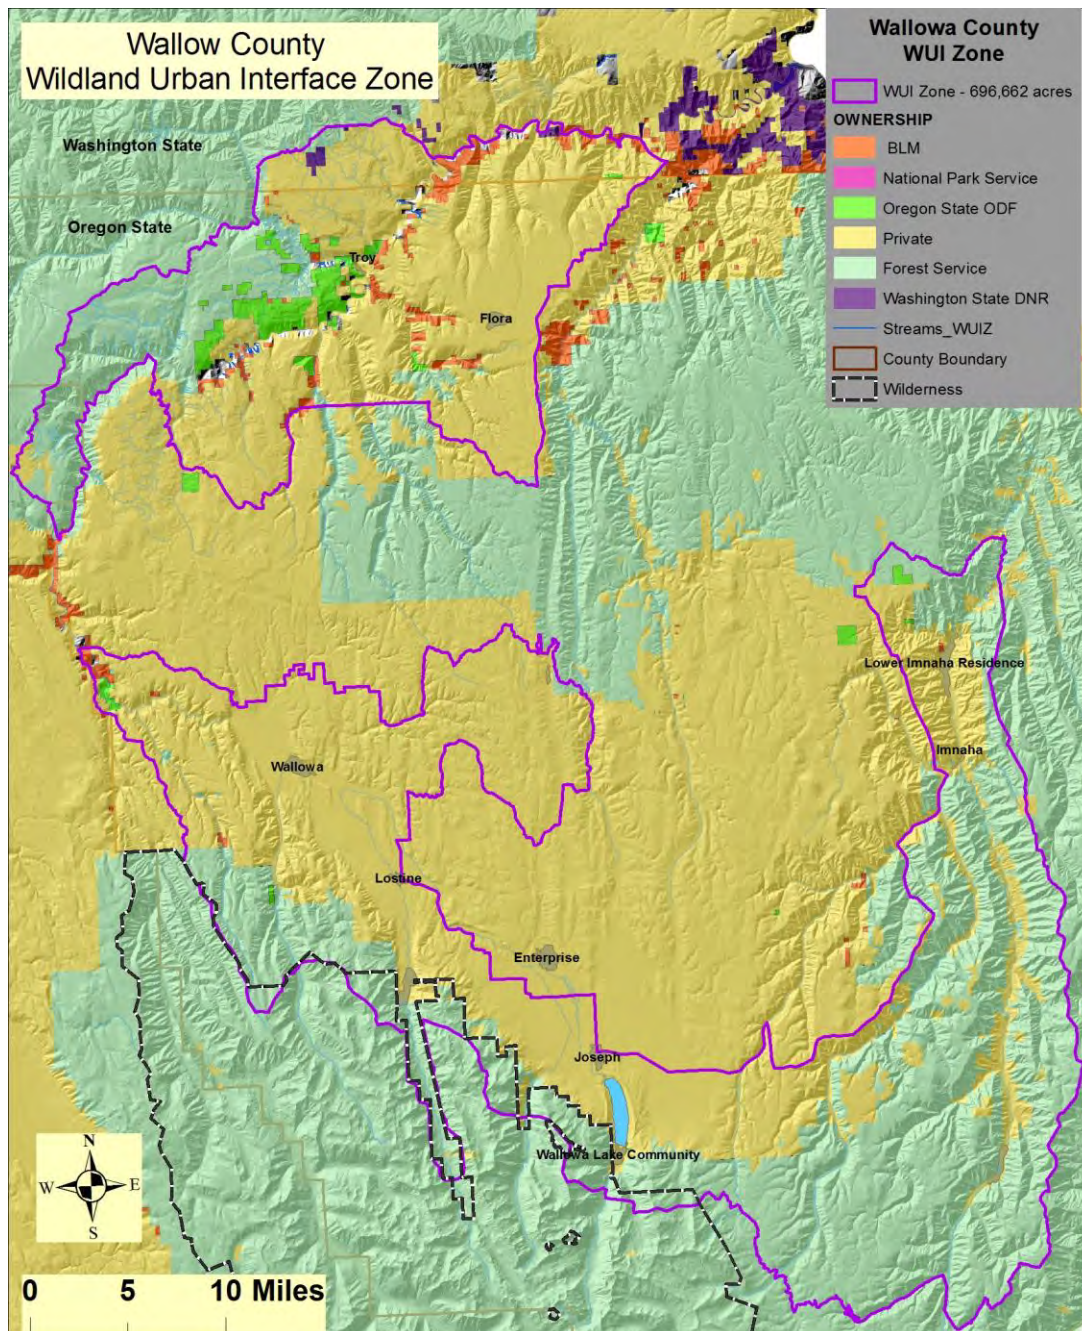 Wallow County
Wildland Urban Interface Zone
Wallowa County
WUI Zone
WUI Zone - 696,662 acres
OWNERSHIP
BLM
National Park Service
Oregon State ODF
Private
Forest Service
Washington State DNR
Streams_WUIZ
County Boundary
Wilderness
Washington State
Oregon State
Troy
Flora
Lower Imnaha Residence
Imnaha
Wallowa
Lostine
Enterprise
Joseph
Wallowa Lake Community
N
W E
S
0 5 10 Miles